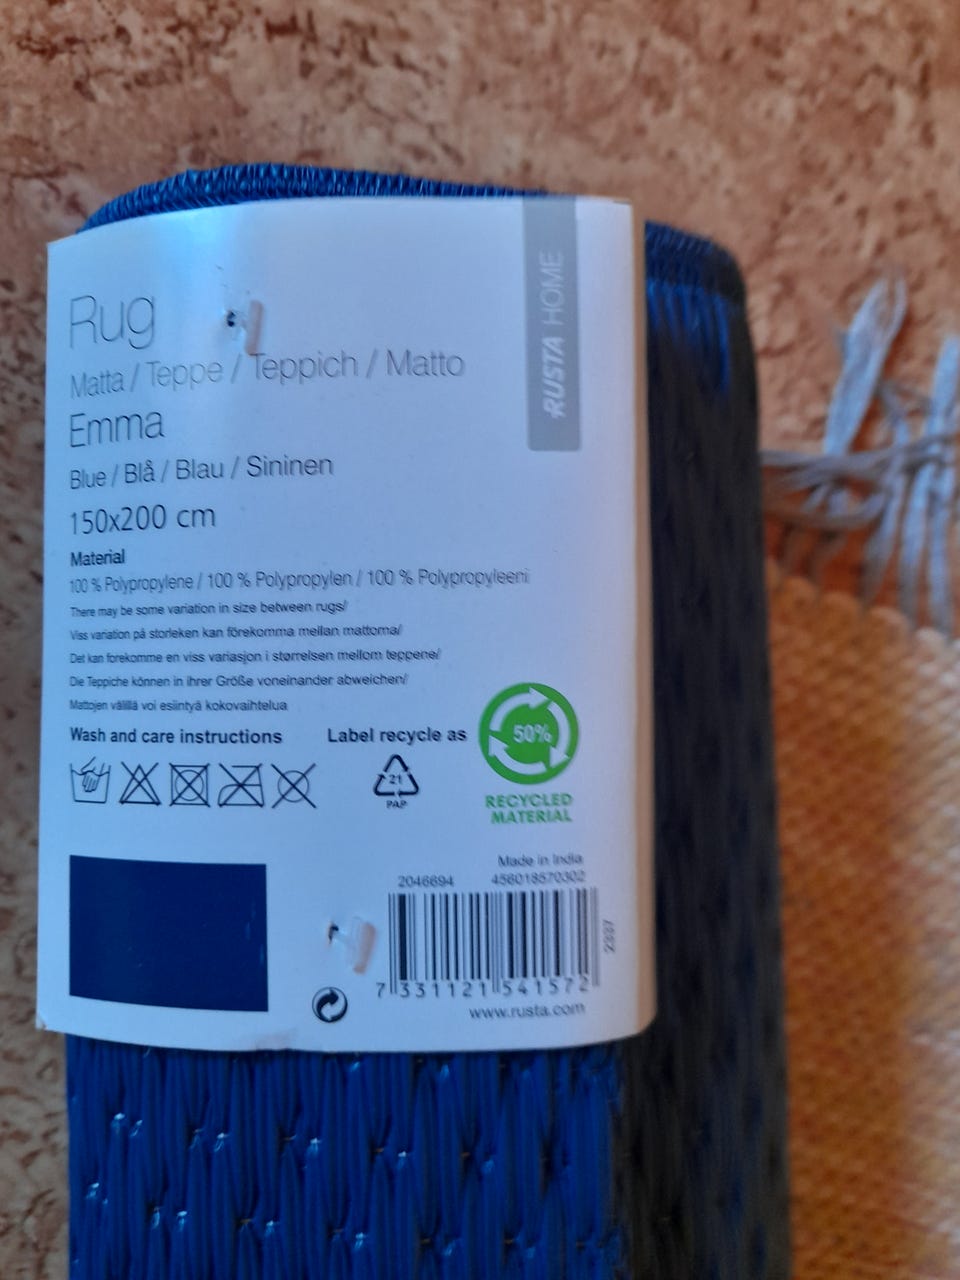 RUSTA HOME
Rug
Matta / Teppe / Teppich / Matto
Emma
Blue / Blå / Blau / Sininen
150x200 cm
Material
100 % Polypropylene / 100 % Polypropylen / 100 % Polypropyleeni
There may be some variation in size between rugs/
Viss variation på storleken kan förekomma mellan mattorna/
Det kan forekomme en viss variasjon i størrelsen mellom teppene/
Die Teppiche können in ihrer Größe voneinander abweichen/
Mattojen välillä voi esiintyä kokovaihtelua
Wash and care instructions
Label recycle as
21
PAP
50%
RECYCLED
MATERIAL
Made in India
2046694 456018570302
2337
7 331121 541572
www.rusta.com